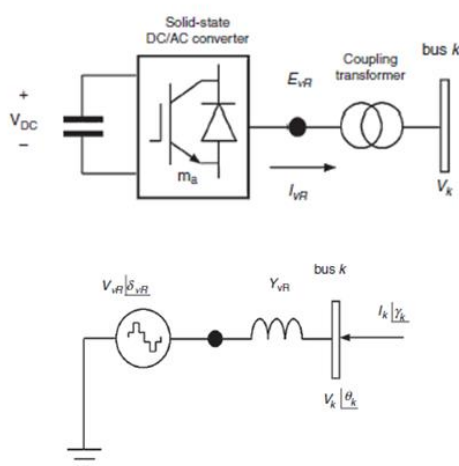 Solid-state
DC/AC converter
Coupling
transformer
bus k
+
V_DC
−
m_a
E_vR
I_vR
V_k
V_vR|δ_vR
Y_vR
bus k
I_k|γ_k
V_k|θ_k